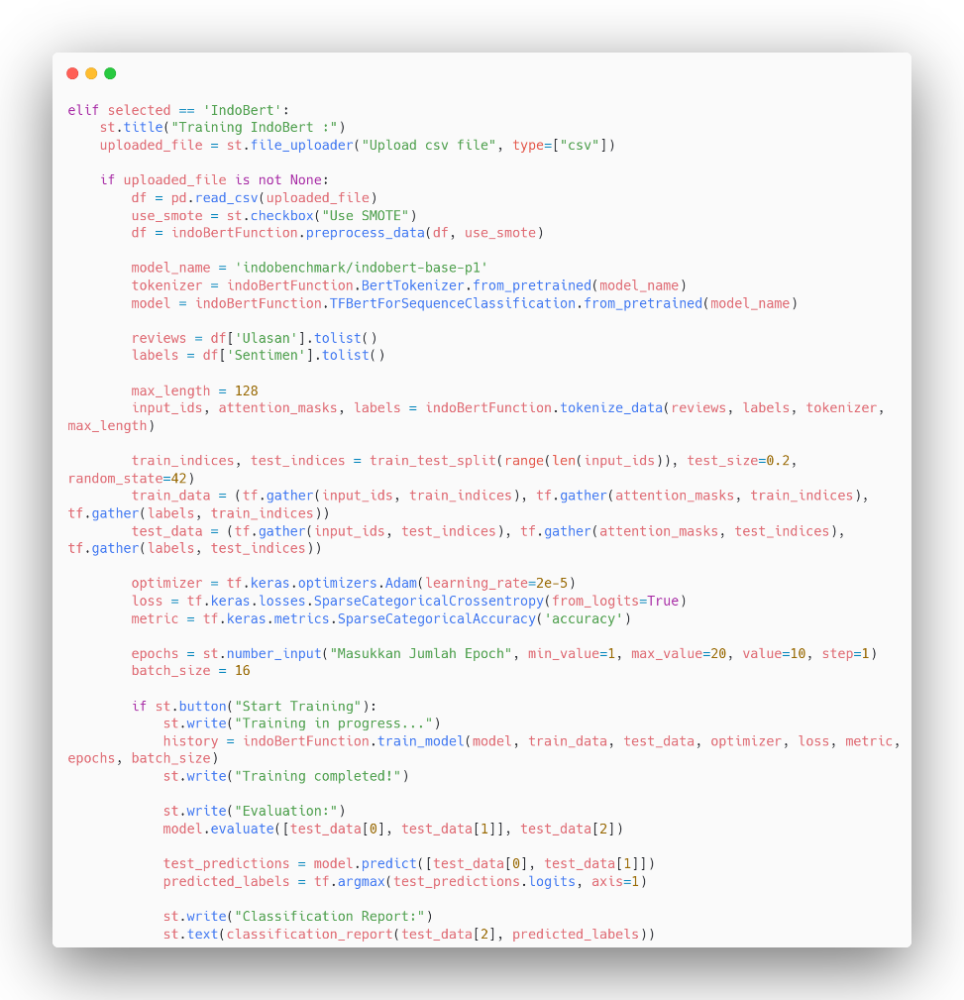 elif selected == 'IndoBert':
    st.title("Training IndoBert :")
    uploaded_file = st.file_uploader("Upload csv file", type=["csv"])

    if uploaded_file is not None:
        df = pd.read_csv(uploaded_file)
        use_smote = st.checkbox("Use SMOTE")
        df = indoBertFunction.preprocess_data(df, use_smote)

        model_name = 'indobenchmark/indobert-base-p1'
        tokenizer = indoBertFunction.BertTokenizer.from_pretrained(model_name)
        model = indoBertFunction.TFBertForSequenceClassification.from_pretrained(model_name)

        reviews = df['Ulasan'].tolist()
        labels = df['Sentimen'].tolist()

        max_length = 128
        input_ids, attention_masks, labels = indoBertFunction.tokenize_data(reviews, labels, tokenizer,
max_length)

        train_indices, test_indices = train_test_split(range(len(input_ids)), test_size=0.2,
random_state=42)
        train_data = (tf.gather(input_ids, train_indices), tf.gather(attention_masks, train_indices),
tf.gather(labels, train_indices))
        test_data = (tf.gather(input_ids, test_indices), tf.gather(attention_masks, test_indices),
tf.gather(labels, test_indices))

        optimizer = tf.keras.optimizers.Adam(learning_rate=2e-5)
        loss = tf.keras.losses.SparseCategoricalCrossentropy(from_logits=True)
        metric = tf.keras.metrics.SparseCategoricalAccuracy('accuracy')

        epochs = st.number_input("Masukkan Jumlah Epoch", min_value=1, max_value=20, value=10, step=1)
        batch_size = 16

        if st.button("Start Training"):
            st.write("Training in progress...")
            history = indoBertFunction.train_model(model, train_data, test_data, optimizer, loss, metric,
epochs, batch_size)
            st.write("Training completed!")

            st.write("Evaluation:")
            model.evaluate([test_data[0], test_data[1]], test_data[2])

            test_predictions = model.predict([test_data[0], test_data[1]])
            predicted_labels = tf.argmax(test_predictions.logits, axis=1)

            st.write("Classification Report:")
            st.text(classification_report(test_data[2], predicted_labels))